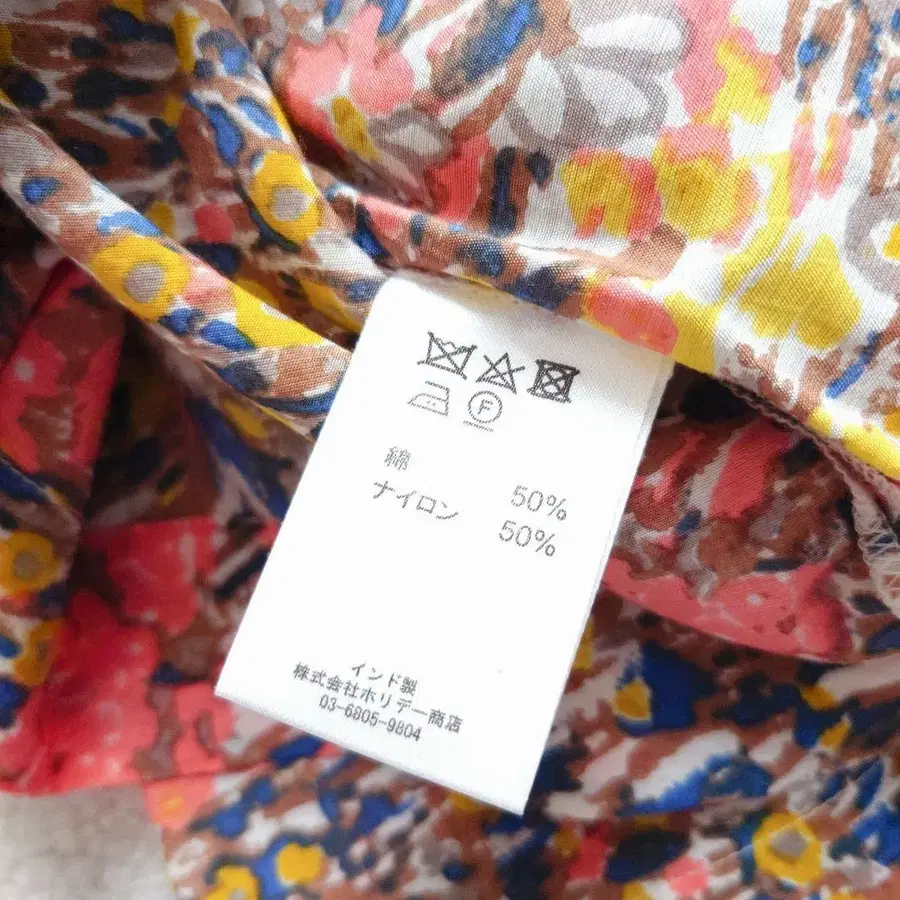 F
綿 50%
ナイロン 50%
インド製
株式会社ホリデー商店
03-6805-9804